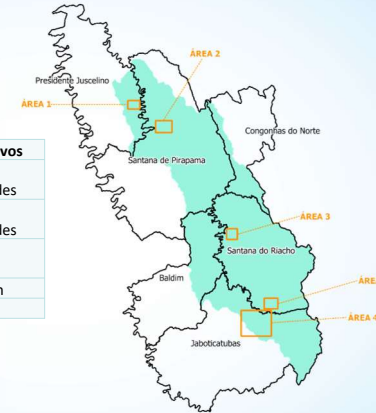 ÁREA 2
Presidente Juscelino
ÁREA 1
Congonhas do Norte
vos
Santana de Pirapama
des
ÁREA 3
des
Santana do Riacho
Baldim
n
ÁREA
ÁREA 4
Jaboticatubas